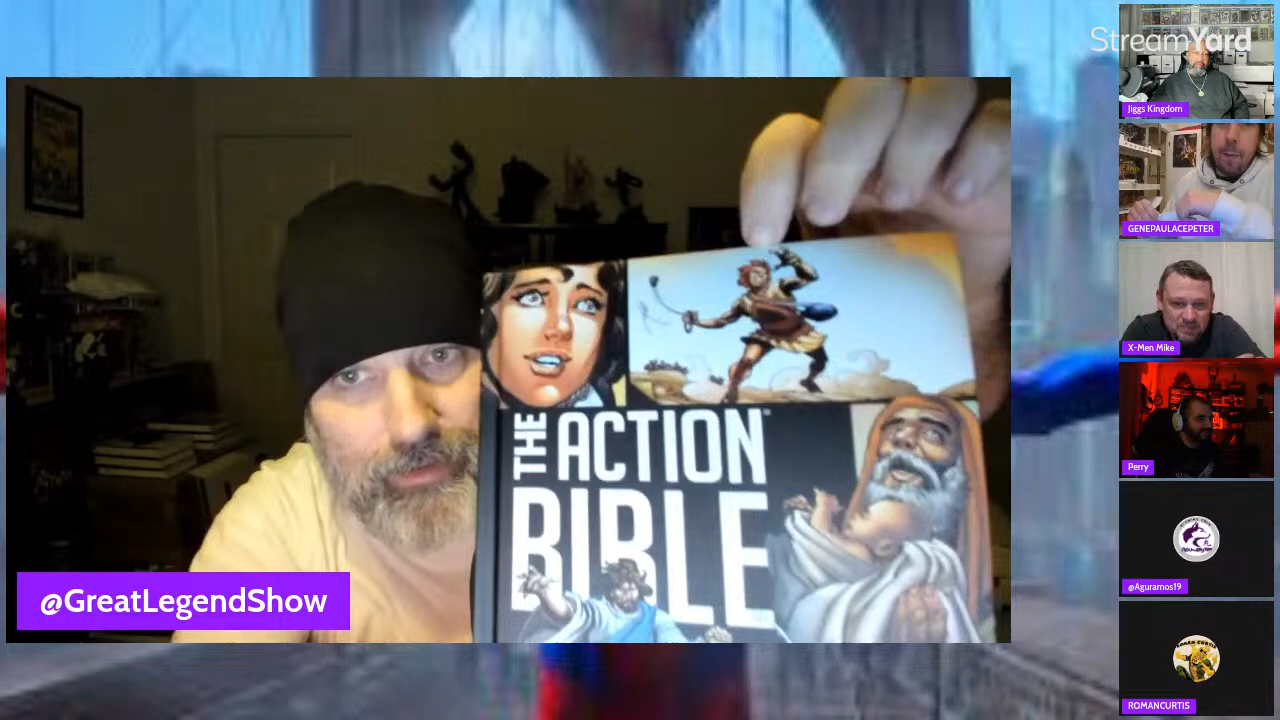 StreamYard
Jiggs Kingdom
GENEPAULACEPETER
X-Men Mike
THE ACTION
BIBLE
Perry
@GreatLegendShow
@Aguramos19
ROMANCURTIS